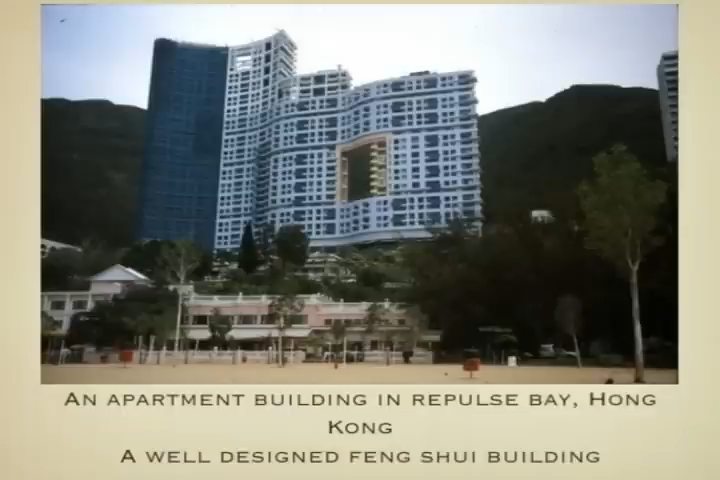 An apartment building in repulse bay, Hong
Kong
A well designed feng shui building